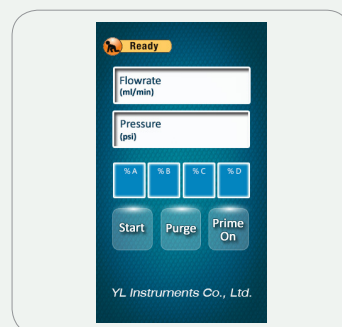 Ready
Flowrate
(ml/min)
Pressure
(psi)
% A % B % C % D
Start Purge Prime On
YL Instruments Co., Ltd.